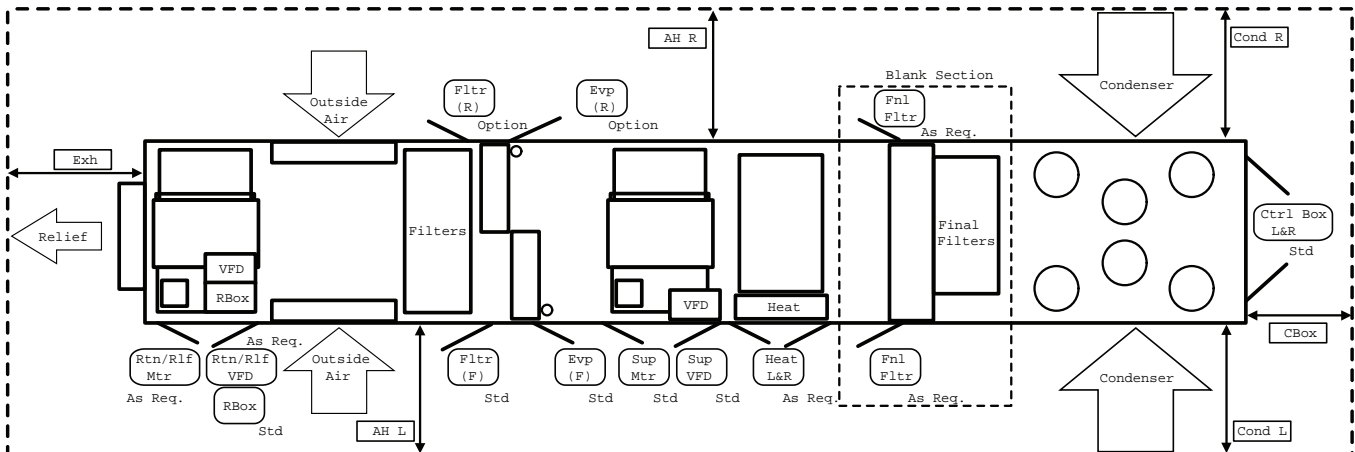 AH R
Cond R
Blank Section
Outside
Air
Fltr
(R)
Option
Evp
(R)
Option
Fnl
Fltr
As Req.
Condenser
Exh
Relief
VFD
RBox
Filters
VFD
Heat
Final
Filters
Ctrl Box
L&R
Std
CBox
Rtn/Rlf
Mtr
As Req.
As Req.
Rtn/Rlf
VFD
RBox
Std
Outside
Air
AH L
Fltr
(F)
Std
Evp
(F)
Std
Sup
Mtr
Std
Sup
VFD
Std
Heat
L&R
As Req.
Fnl
Fltr
As Req.
Condenser
Cond L